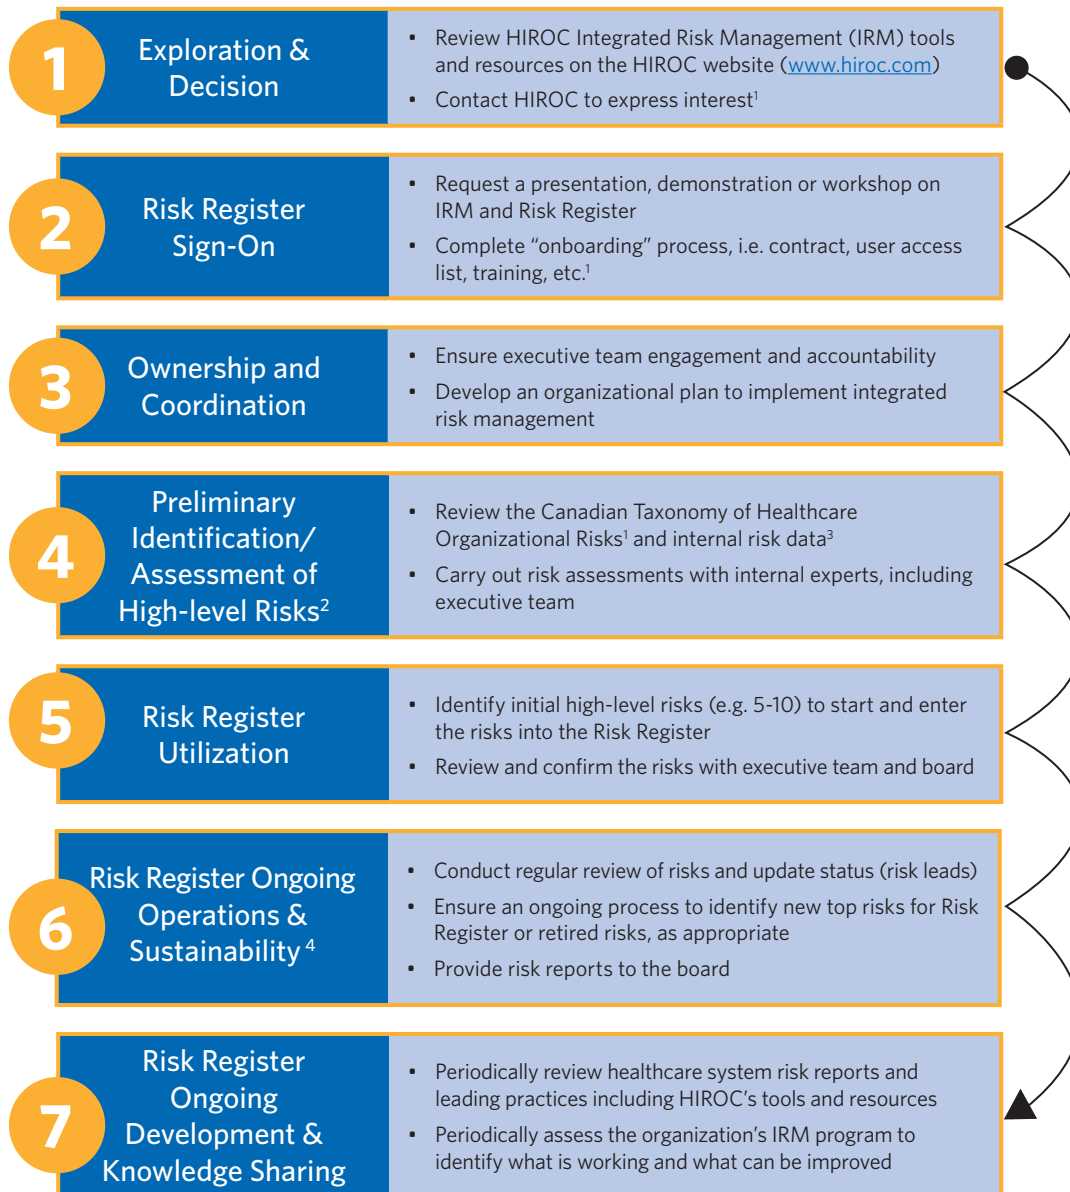 1
Exploration &
Decision
• Review HIROC Integrated Risk Management (IRM) tools
and resources on the HIROC website (www.hiroc.com)
• Contact HIROC to express interest¹
2
Risk Register
Sign-On
• Request a presentation, demonstration or workshop on
IRM and Risk Register
• Complete “onboarding” process, i.e. contract, user access
list, training, etc.¹
3
Ownership and
Coordination
• Ensure executive team engagement and accountability
• Develop an organizational plan to implement integrated
risk management
4
Preliminary
Identification/
Assessment of
High-level Risks²
• Review the Canadian Taxonomy of Healthcare
Organizational Risks¹ and internal risk data³
• Carry out risk assessments with internal experts, including
executive team
5
Risk Register
Utilization
• Identify initial high-level risks (e.g. 5-10) to start and enter
the risks into the Risk Register
• Review and confirm the risks with executive team and board
6
Risk Register Ongoing
Operations &
Sustainability ⁴
• Conduct regular review of risks and update status (risk leads)
• Ensure an ongoing process to identify new top risks for Risk
Register or retired risks, as appropriate
• Provide risk reports to the board
7
Risk Register
Ongoing
Development &
Knowledge Sharing
• Periodically review healthcare system risk reports and
leading practices including HIROC’s tools and resources
• Periodically assess the organization’s IRM program to
identify what is working and what can be improved